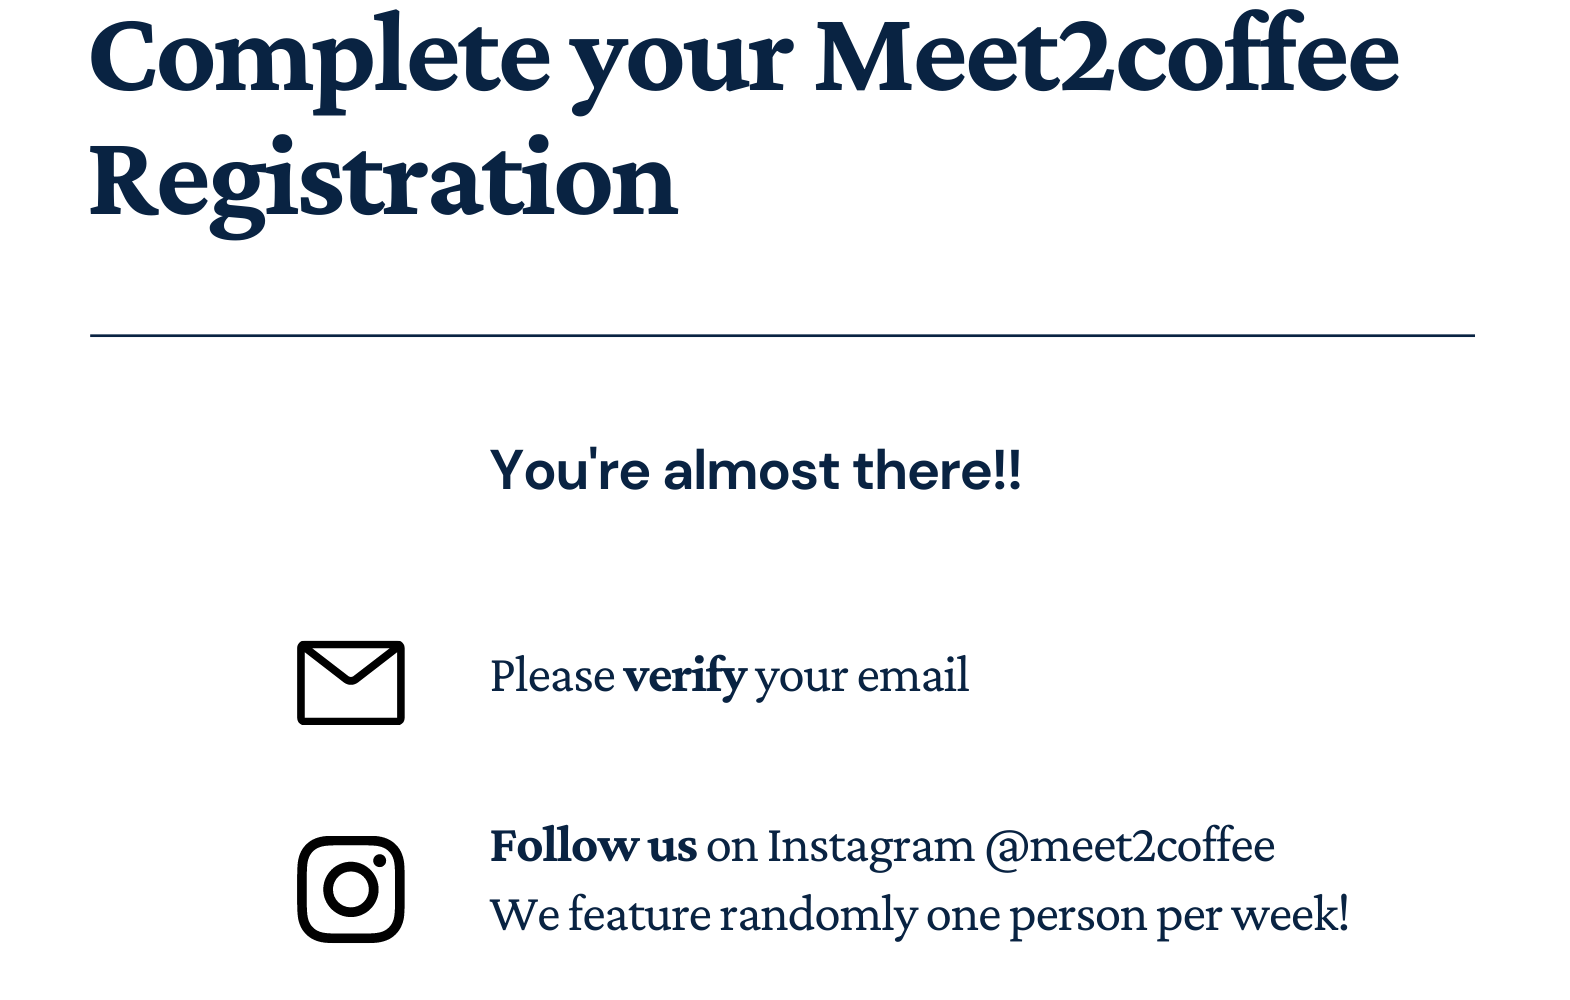 Complete your Meet2coffee
Registration
You're almost there!!
Please verify your email
Follow us on Instagram @meet2coffee
We feature randomly one person per week!